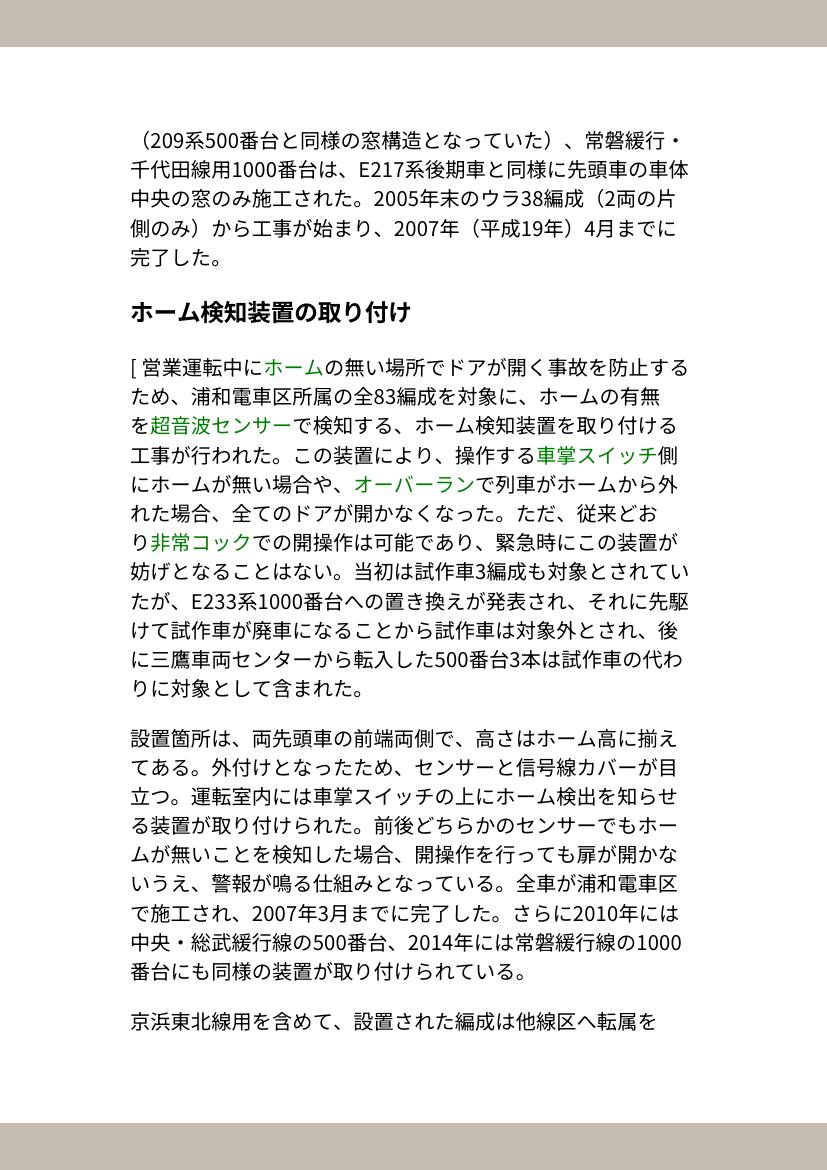 （209系500番台と同様の窓構造となっていた）、常磐緩行・
千代田線用1000番台は、E217系後期車と同様に先頭車の車体
中央の窓のみ施工された。2005年末のウラ38編成（2両の片
側のみ）から工事が始まり、2007年（平成19年）4月までに
完了した。
ホーム検知装置の取り付け
[ 営業運転中にホームの無い場所でドアが開く事故を防止する
ため、浦和電車区所属の全83編成を対象に、ホームの有無
を超音波センサーで検知する、ホーム検知装置を取り付ける
工事が行われた。この装置により、操作する車掌スイッチ側
にホームが無い場合や、オーバーランで列車がホームから外
れた場合、全てのドアが開かなくなった。ただ、従来どお
り非常コックでの開操作は可能であり、緊急時にこの装置が
妨げとなることはない。当初は試作車3編成も対象とされてい
たが、E233系1000番台への置き換えが発表され、それに先駆
けて試作車が廃車になることから試作車は対象外とされ、後
に三鷹車両センターから転入した500番台3本は試作車の代わ
りに対象として含まれた。
設置箇所は、両先頭車の前端両側で、高さはホーム高に揃え
てある。外付けとなったため、センサーと信号線カバーが目
立つ。運転室内には車掌スイッチの上にホーム検出を知らせ
る装置が取り付けられた。前後どちらかのセンサーでもホー
ムが無いことを検知した場合、開操作を行っても扉が開かな
いうえ、警報が鳴る仕組みとなっている。全車が浦和電車区
で施工され、2007年3月までに完了した。さらに2010年には
中央・総武緩行線の500番台、2014年には常磐緩行線の1000
番台にも同様の装置が取り付けられている。
京浜東北線用を含めて、設置された編成は他線区へ転属を